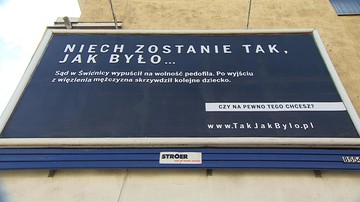 NIECH ZOSTANIE TAK,
JAK BYŁO...
Sąd w Świdnicy wypuścił na wolność pedofila. Po wyjściu
z więzienia mężczyzna skrzywdził kolejne dziecko.
CZY NA PEWNO TEGO CHCESZ?
www.TakJakBylo.pl
STRÖER